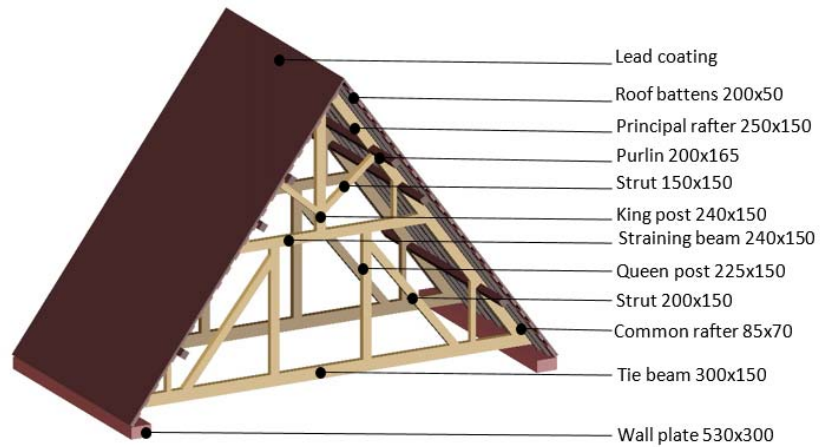 Lead coating
Roof battens 200x50
Principal rafter 250x150
Purlin 200x165
Strut 150x150
King post 240x150
Straining beam 240x150
Queen post 225x150
Strut 200x150
Common rafter 85x70
Tie beam 300x150
Wall plate 530x300